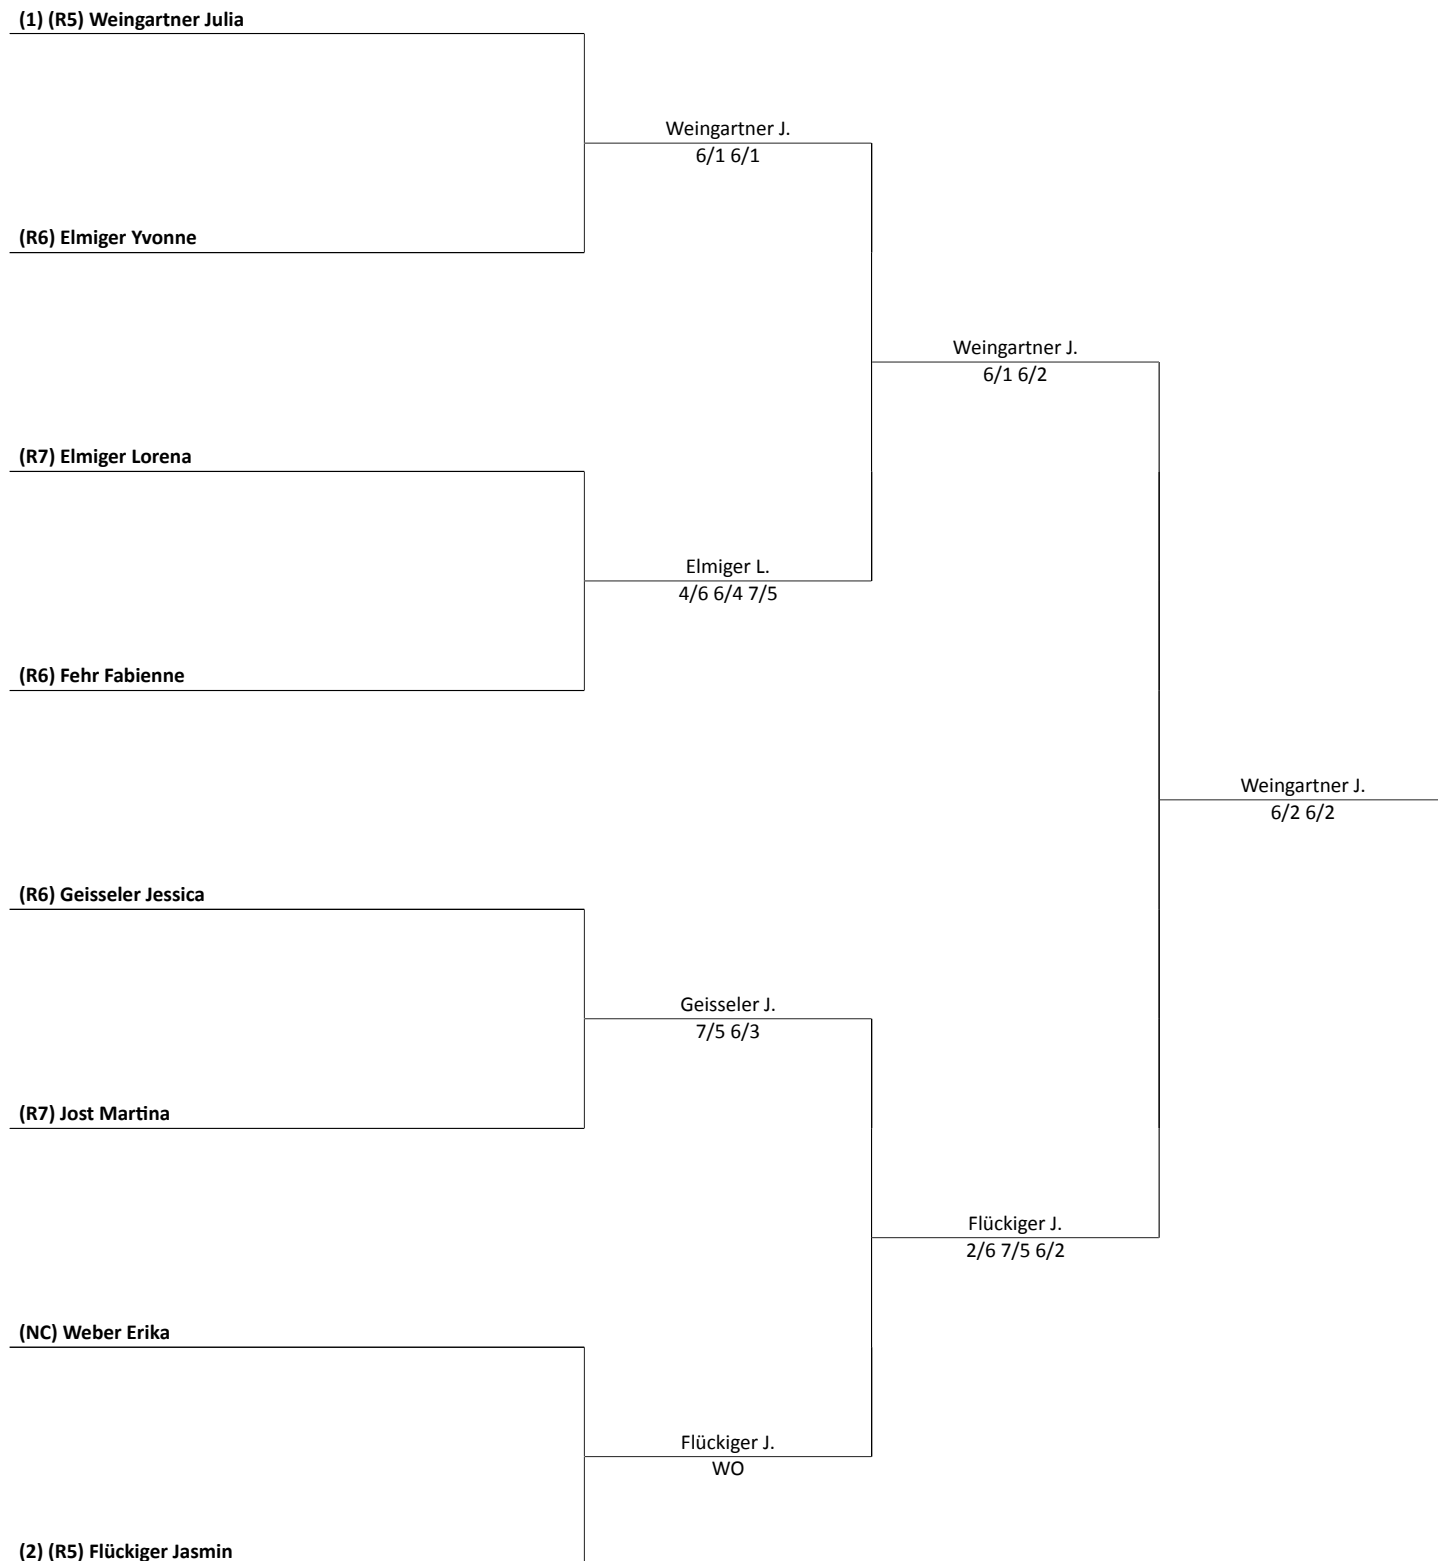 (1) (R5) Weingartner Julia
Weingartner J.
6/1 6/1
(R6) Elmiger Yvonne
Weingartner J.
6/1 6/2
(R7) Elmiger Lorena
Elmiger L.
4/6 6/4 7/5
(R6) Fehr Fabienne
Weingartner J.
6/2 6/2
(R6) Geisseler Jessica
Geisseler J.
7/5 6/3
(R7) Jost Martina
Flückiger J.
2/6 7/5 6/2
(NC) Weber Erika
Flückiger J.
WO
(2) (R5) Flückiger Jasmin